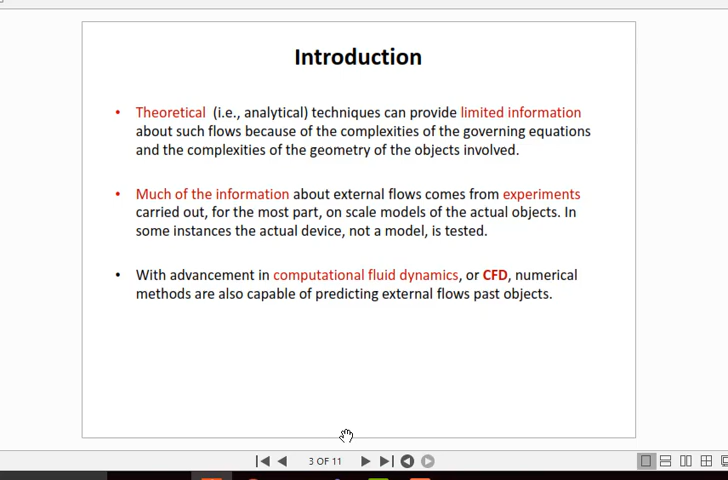 Introduction
• Theoretical (i.e., analytical) techniques can provide limited information
about such flows because of the complexities of the governing equations
and the complexities of the geometry of the objects involved.
• Much of the information about external flows comes from experiments
carried out, for the most part, on scale models of the actual objects. In
some instances the actual device, not a model, is tested.
• With advancement in computational fluid dynamics, or CFD, numerical
methods are also capable of predicting external flows past objects.
3 OF 11